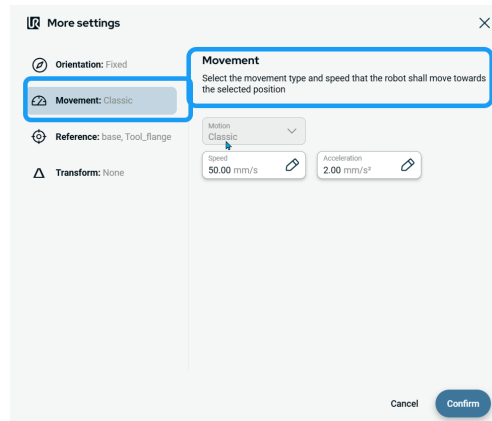 UR More settings
Orientation: Fixed
Movement: Classic
Reference: base, Tool_flange
Transform: None
Movement
Select the movement type and speed that the robot shall move towards
the selected position
Motion
Classic
Speed
50.00 mm/s
Acceleration
2.00 mm/s²
Cancel
Confirm